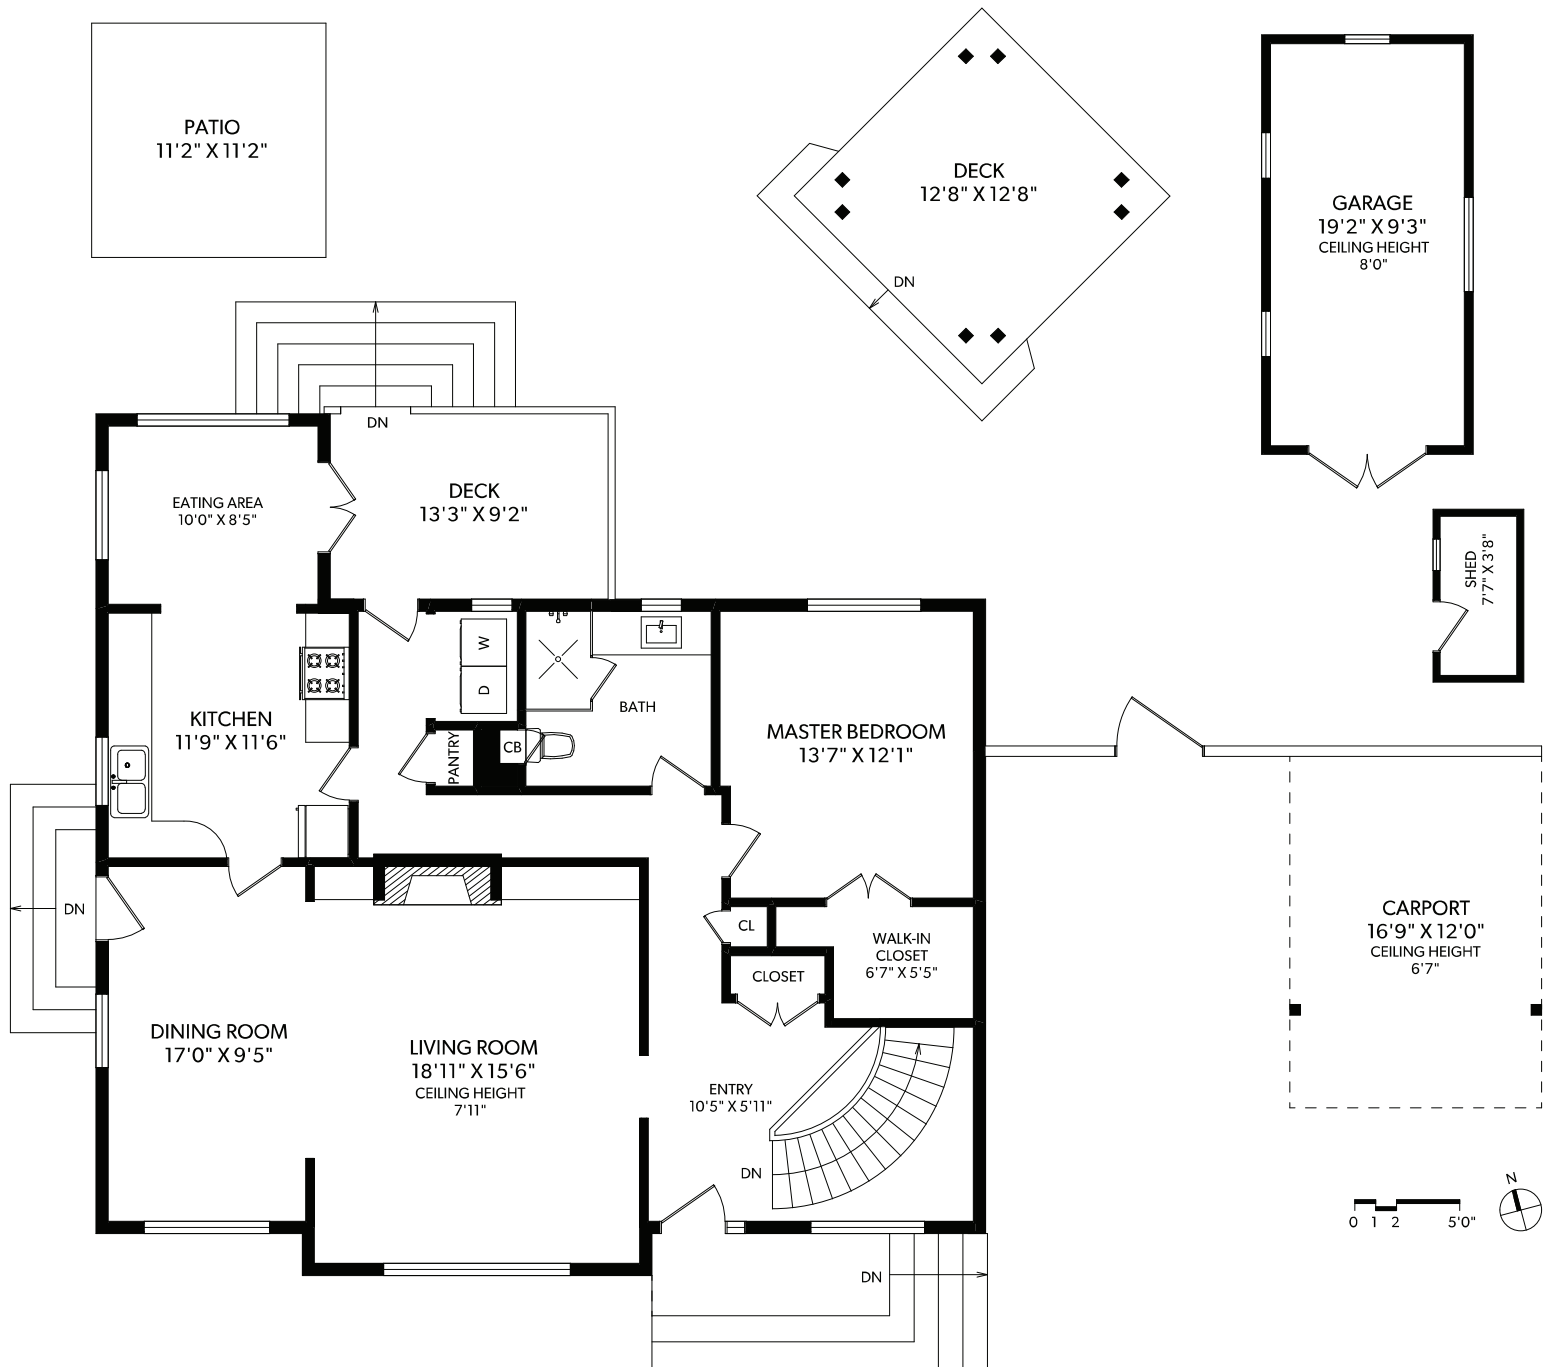 PATIO
11'2" X 11'2"
DECK
12'8" X 12'8"
DN
GARAGE
19'2" X 9'3"
CEILING HEIGHT
8'0"
DN
EATING AREA
10'0" X 8'5"
DECK
13'3" X 9'2"
SHED
7'7" X 3'8"
W
D
BATH
KITCHEN
11'9" X 11'6"
PANTRY
CB
MASTER BEDROOM
13'7" X 12'1"
DN
CL
WALK-IN
CLOSET
6'7" X 5'5"
CLOSET
CARPORT
16'9" X 12'0"
CEILING HEIGHT
6'7"
DINING ROOM
17'0" X 9'5"
LIVING ROOM
18'11" X 15'6"
CEILING HEIGHT
7'11"
ENTRY
10'5" X 5'11"
DN
DN
N
0 1 2 5'0"